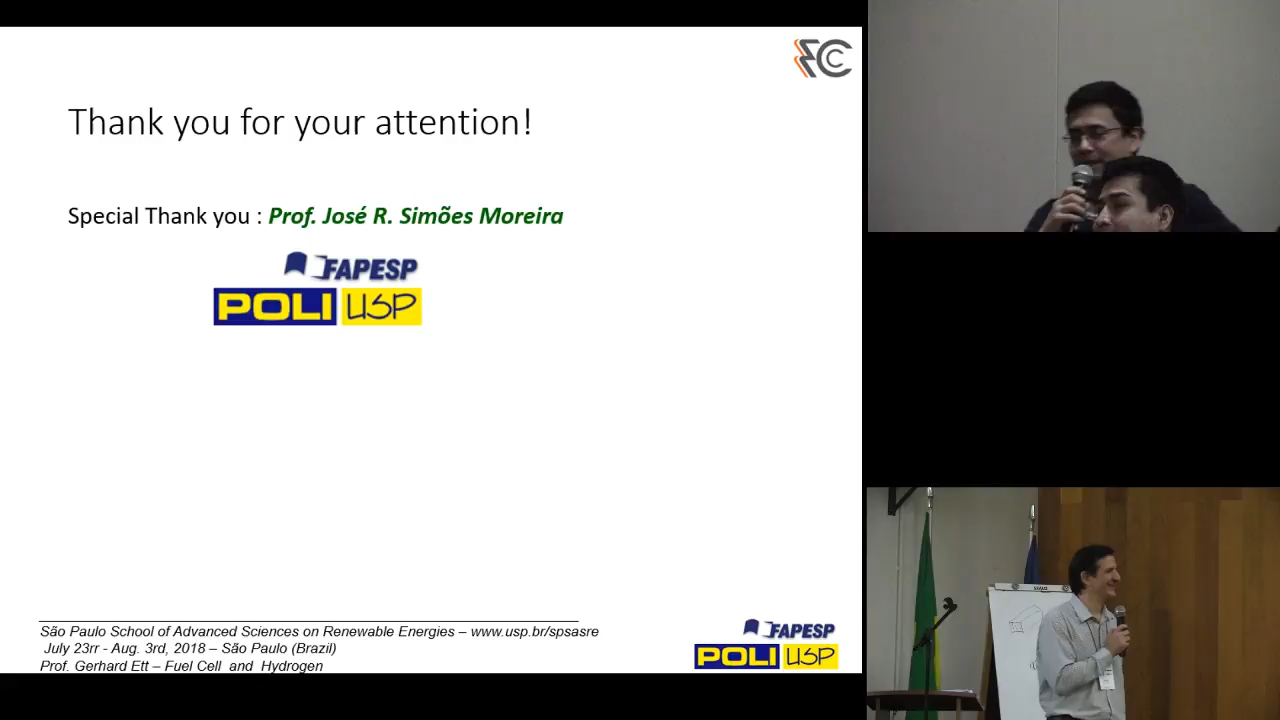 FCC
Thank you for your attention!
Special Thank you : Prof. José R. Simões Moreira
FAPESP
POLI USP
São Paulo School of Advanced Sciences on Renewable Energies – www.usp.br/spsasre
July 23rr - Aug. 3rd, 2018 – São Paulo (Brazil)
Prof. Gerhard Ett – Fuel Cell and Hydrogen
FAPESP
POLI USP